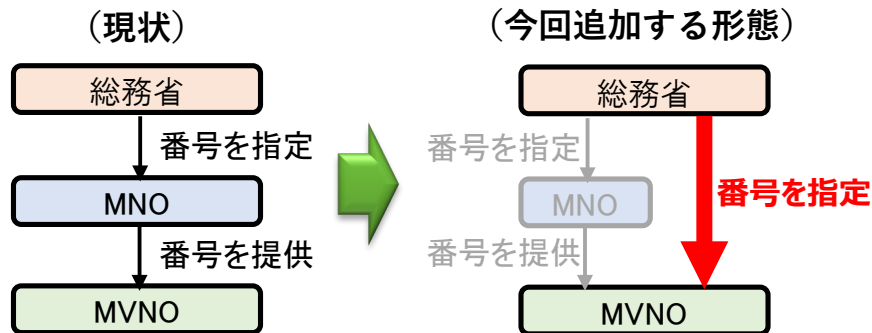 （現状）
総務省
番号を指定
MNO
番号を提供
MVNO
（今回追加する形態）
総務省
番号を指定
MNO
番号を提供
番号を指定
MVNO